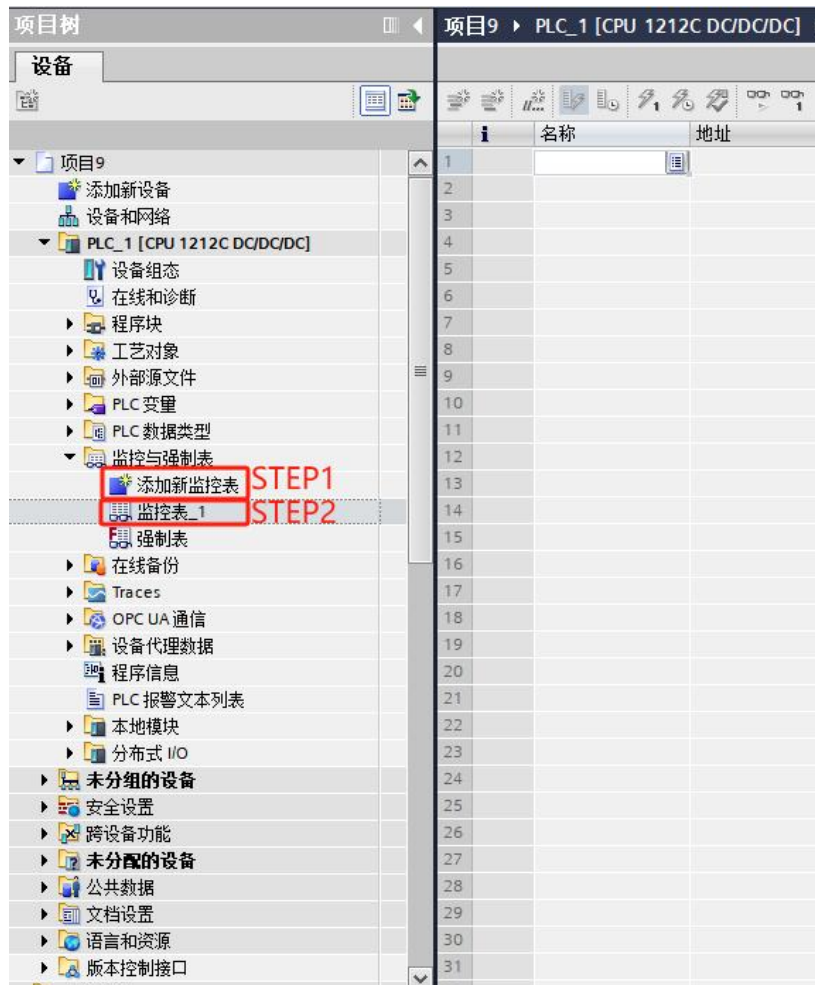 项目树
项目9 PLC_1 [CPU 1212C DC/DC/DC]
设备
i 名称 地址
项目9
添加新设备
设备和网络
PLC_1 [CPU 1212C DC/DC/DC]
设备组态
在线和诊断
程序块
工艺对象
外部源文件
PLC 变量
PLC 数据类型
监控与强制表
添加新监控表 STEP1
监控表_1 STEP2
强制表
在线备份
Traces
OPC UA 通信
设备代理数据
程序信息
PLC 报警文本列表
本地模块
分布式 I/O
未分组的设备
安全设置
跨设备功能
未分配的设备
公共数据
文档设置
语言和资源
版本控制接口
1
2
3
4
5
6
7
8
9
10
11
12
13
14
15
16
17
18
19
20
21
22
23
24
25
26
27
28
29
30
31